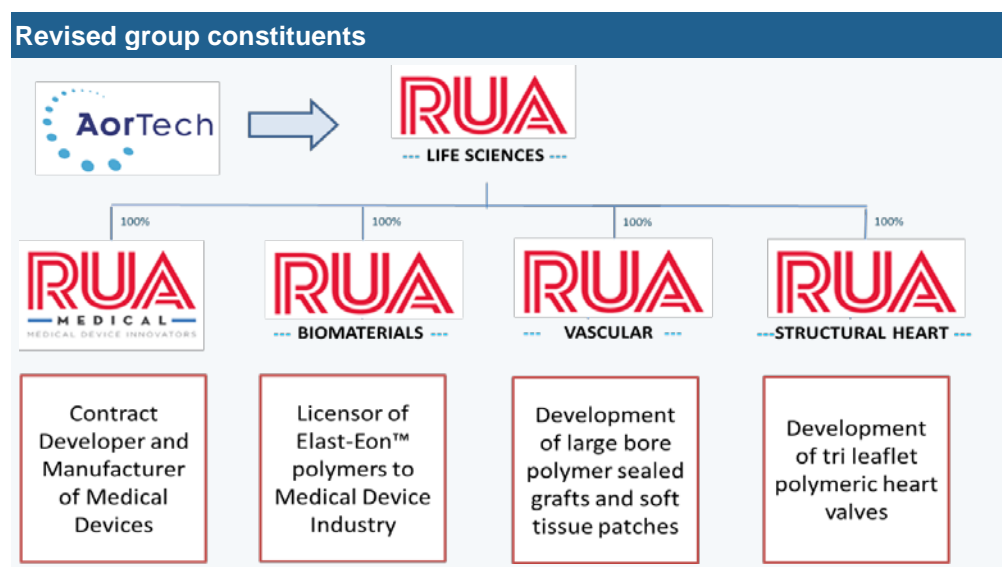 Revised group constituents
AorTech
RUA
--- LIFE SCIENCES ---
100%
100%
100%
100%
RUA
MEDICAL
MEDICAL DEVICE INNOVATORS
RUA
--- BIOMATERIALS ---
RUA
--- VASCULAR ---
RUA
---STRUCTURAL HEART ---
Contract
Developer and
Manufacturer
of Medical
Devices
Licensor of
Elast-Eon™
polymers to
Medical Device
Industry
Development
of large bore
polymer sealed
grafts and soft
tissue patches
Development
of tri leaflet
polymeric heart
valves